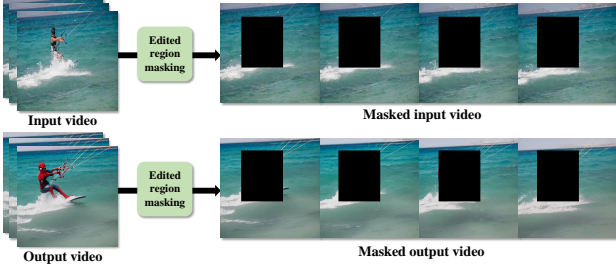 Edited
region
masking
Input video
Masked input video
Edited
region
masking
Output video
Masked output video